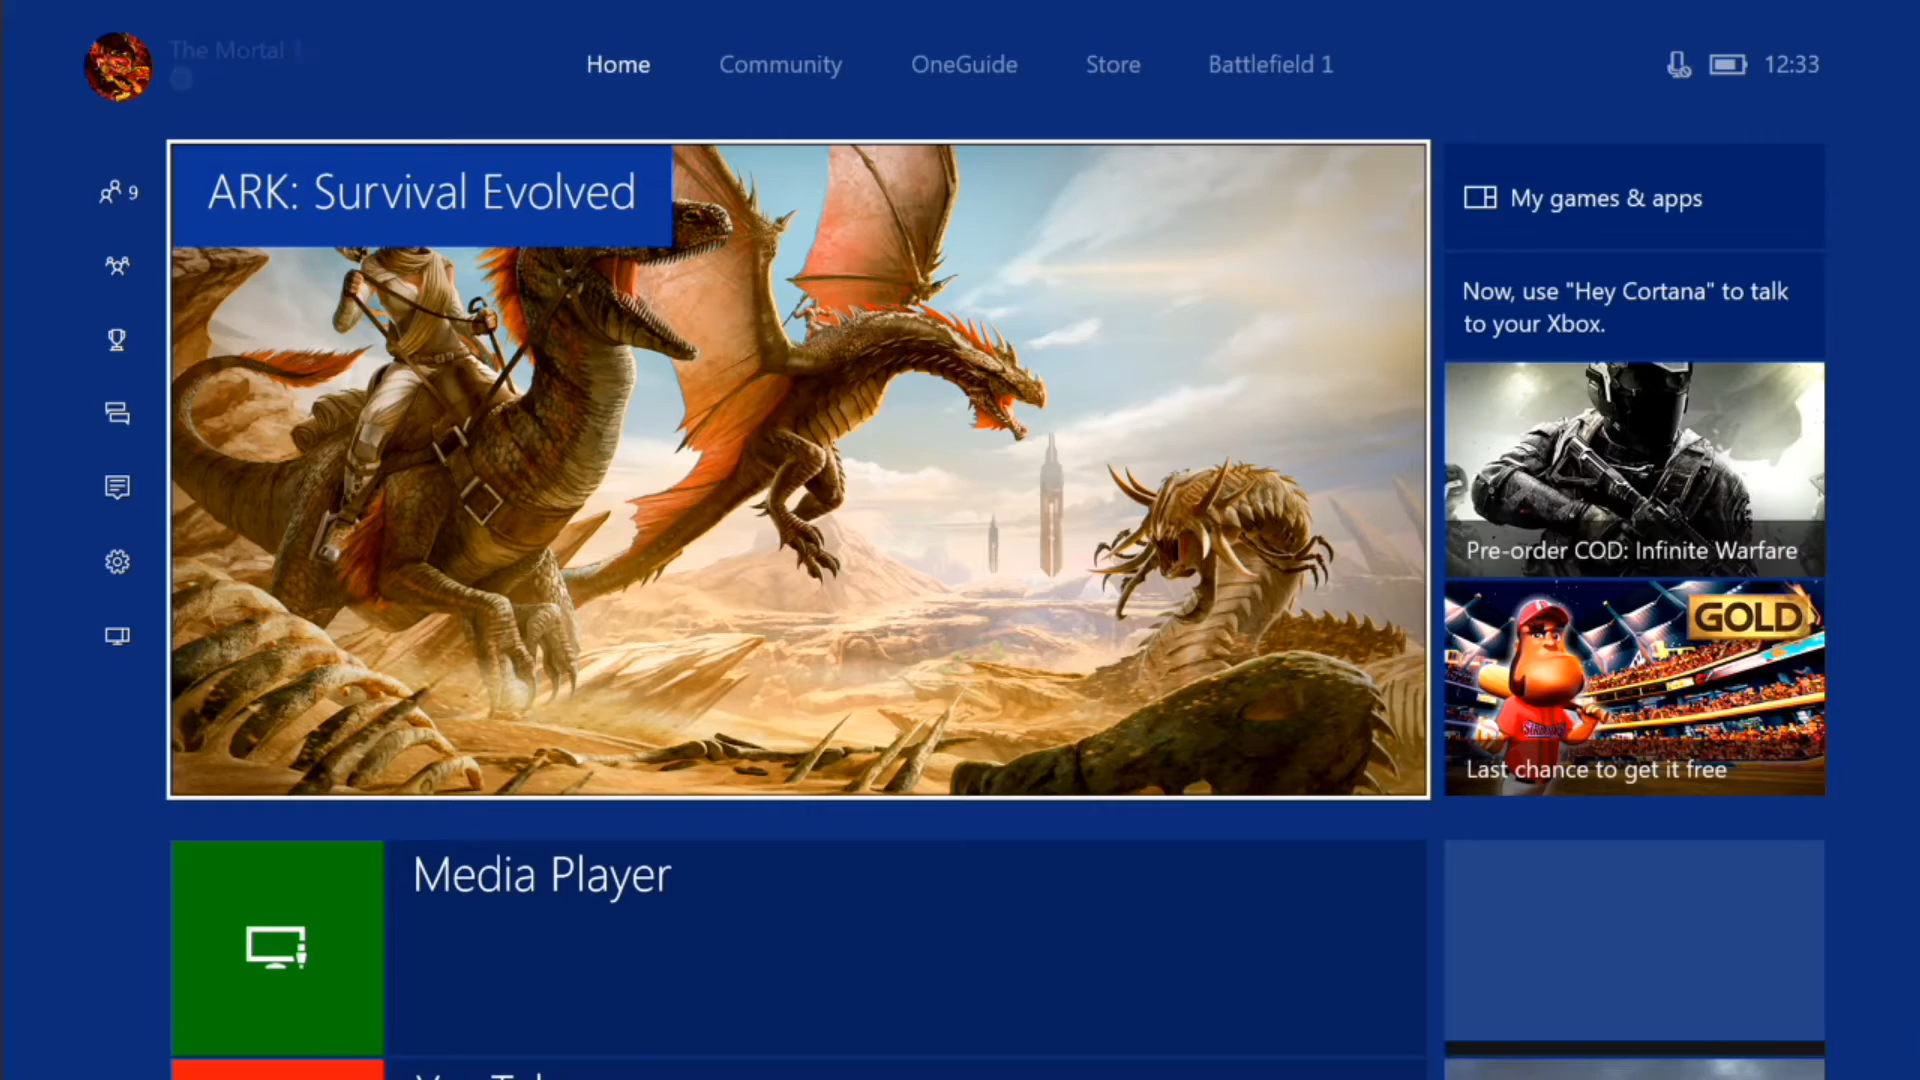 The Mortal
Home
Community
OneGuide
Store
Battlefield 1
12:33
9
ARK: Survival Evolved
My games & apps
Now, use "Hey Cortana" to talk
to your Xbox.
Pre-order COD: Infinite Warfare
GOLD
Last chance to get it free
Media Player